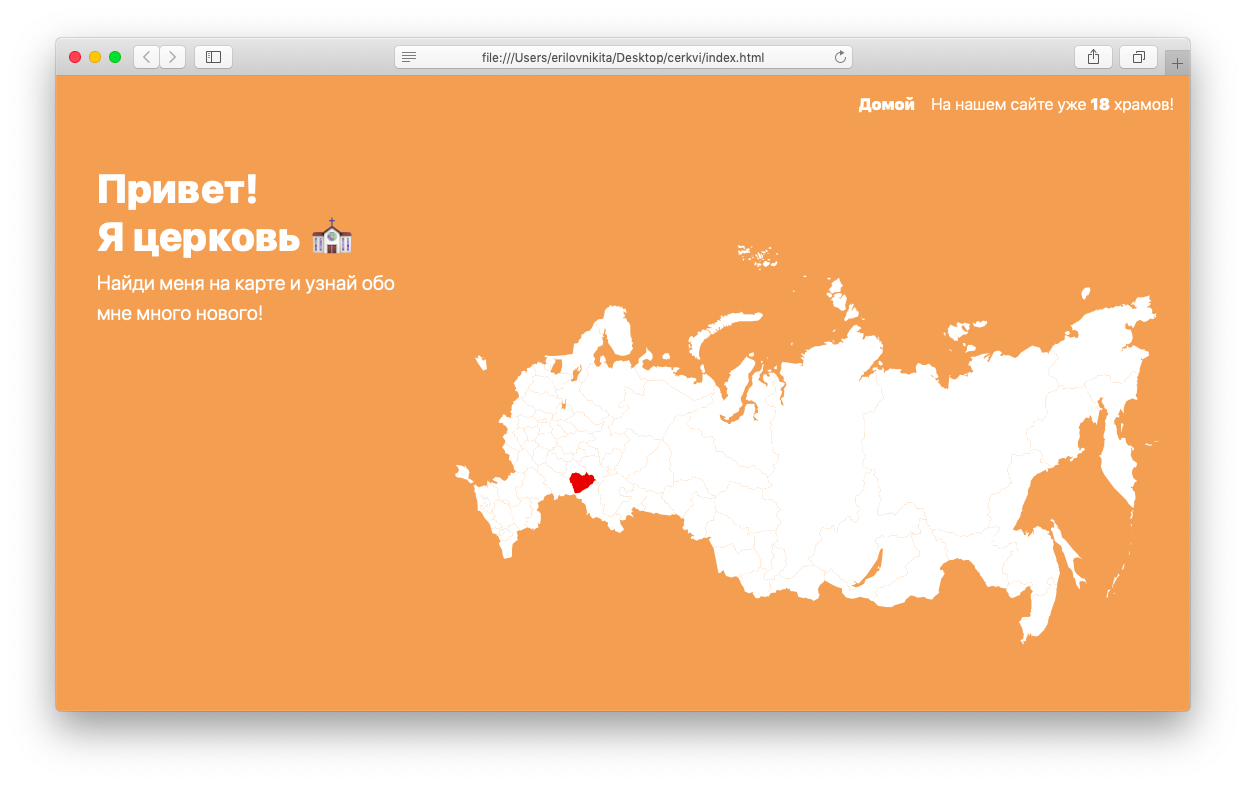 file:///Users/erilovnikita/Desktop/cerkvi/index.html
Домой На нашем сайте уже 18 храмов!
Привет!
Я церковь
Найди меня на карте и узнай обо
мне много нового!